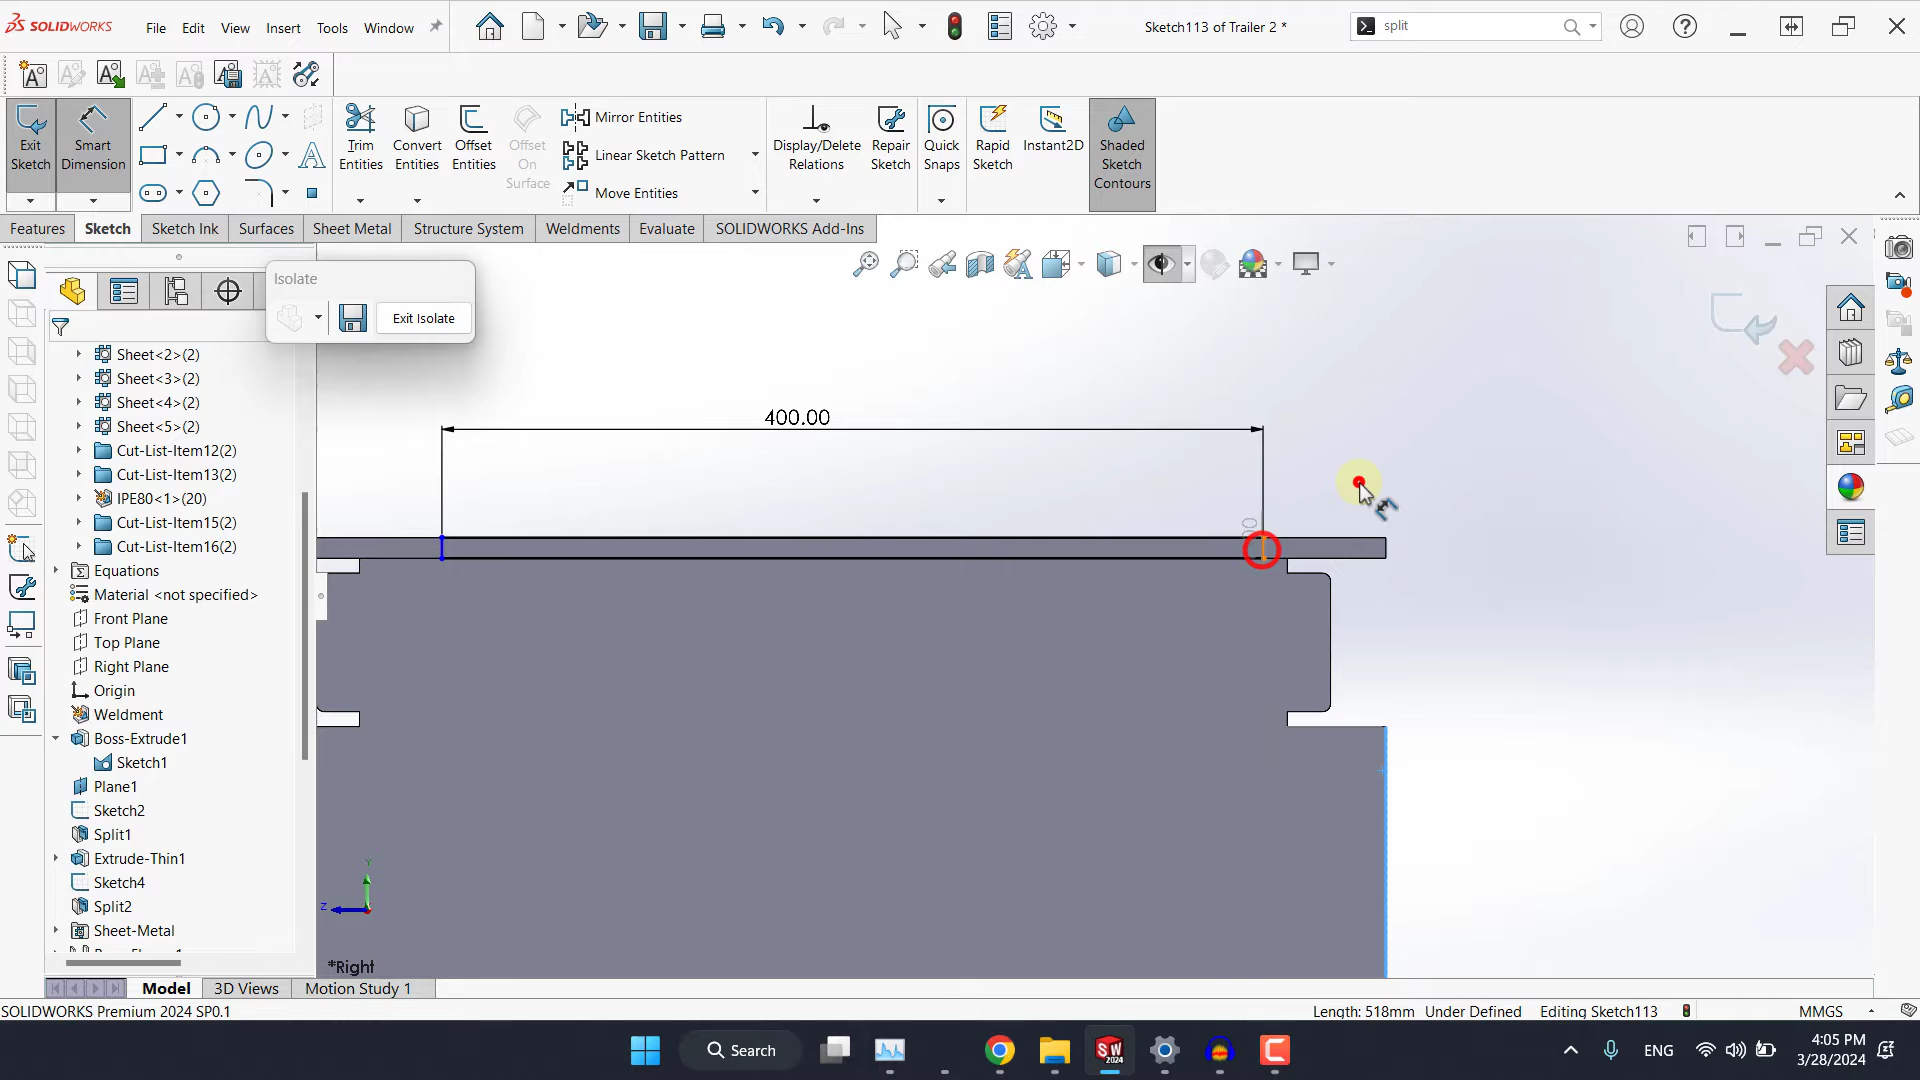 SOLIDWORKS
File Edit View Insert Tools Window
Sketch113 of Trailer 2 *
split
Exit Sketch
Smart Dimension
Trim Entities
Convert Entities
Offset Entities
Offset On Surface
Mirror Entities
Linear Sketch Pattern
Move Entities
Display/Delete Relations
Repair Sketch
Quick Snaps
Rapid Sketch
Instant2D
Shaded Sketch Contours
Features Sketch Sketch Ink Surfaces Sheet Metal Structure System Weldments Evaluate SOLIDWORKS Add-Ins
Isolate
Exit Isolate
Sheet<2>(2)
Sheet<3>(2)
Sheet<4>(2)
Sheet<5>(2)
Cut-List-Item12(2)
Cut-List-Item13(2)
IPE80<1>(20)
Cut-List-Item15(2)
Cut-List-Item16(2)
Equations
Material <not specified>
Front Plane
Top Plane
Right Plane
Origin
Weldment
Boss-Extrude1
Sketch1
Plane1
Sketch2
Split1
Extrude-Thin1
Sketch4
Split2
Sheet-Metal
400.00
Y
Z
*Right
Model 3D Views Motion Study 1
SOLIDWORKS Premium 2024 SP0.1
Length: 518mm Under Defined Editing Sketch113 MMGS
Search
SW
2024
ENG
4:05 PM
3/28/2024